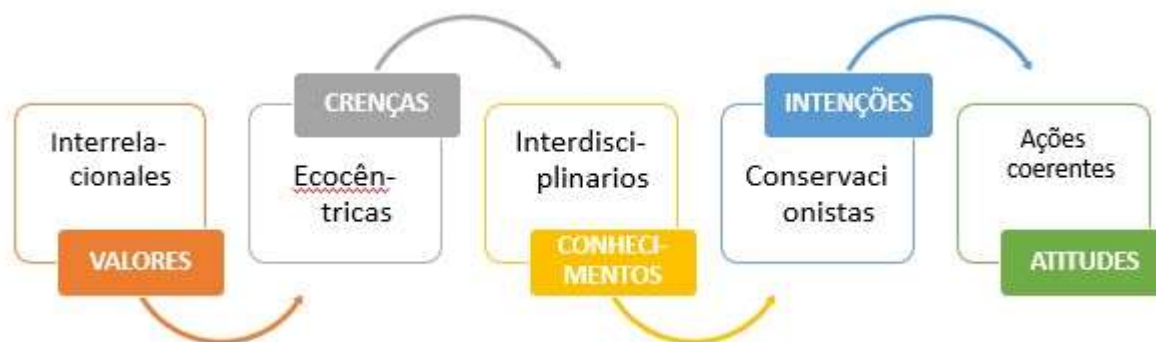 Interrela-
cionales
VALORES
CRENÇAS
Ecocên-
tricas
Interdisci-
plinarios
CONHECI-
MENTOS
INTENÇÕES
Conservaci
onistas
Ações
coerentes
ATITUDES